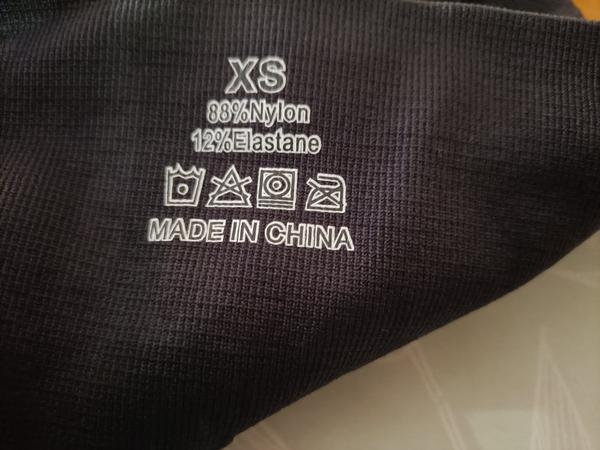 XS
88%Nylon
12%Elastane
MADE IN CHINA